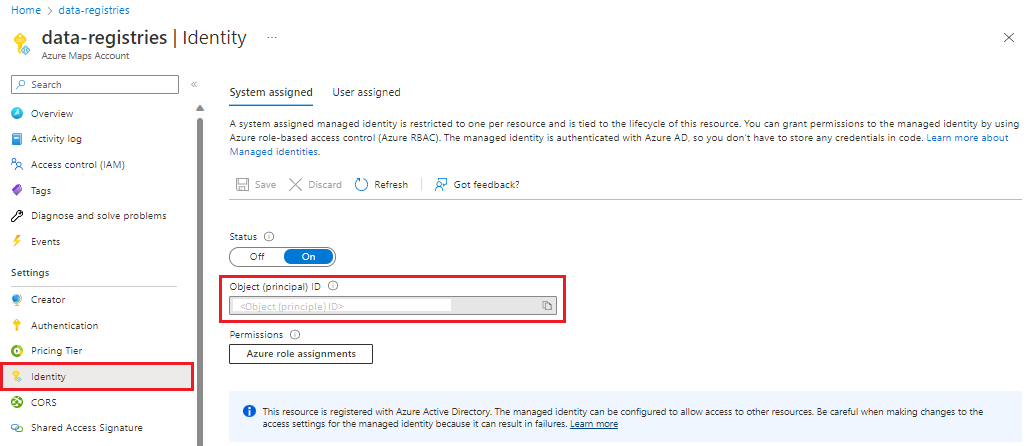 Home > data-registries >
data-registries | Identity ...
Azure Maps Account
Search
«
Overview
Activity log
Access control (IAM)
Tags
Diagnose and solve problems
Events
Settings
Creator
Authentication
Pricing Tier
Identity
CORS
Shared Access Signature
System assigned User assigned
A system assigned managed identity is restricted to one per resource and is tied to the lifecycle of this resource. You can grant permissions to the managed identity by using
Azure role-based access control (Azure RBAC). The managed identity is authenticated with Azure AD, so you don't have to store any credentials in code. Learn more about
Managed identities.
Save Discard Refresh Got feedback?
Status
Off On
Object (principal) ID
<Object (principle) ID>
Permissions
Azure role assignments
This resource is registered with Azure Active Directory. The managed identity can be configured to allow access to other resources. Be careful when making changes to the
access settings for the managed identity because it can result in failures. Learn more